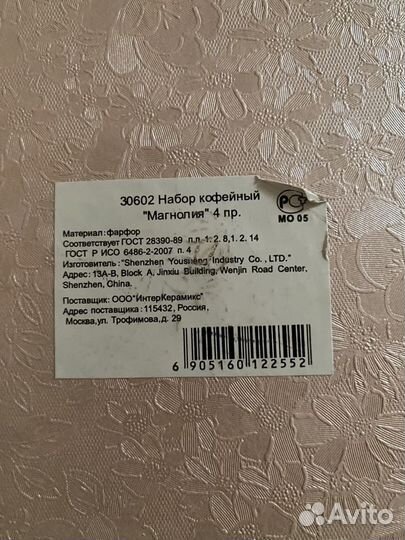 30602 Набор кофейный
"Магнолия" 4 пр.
РСТ
МО 05
Материал: фарфор
Соответствует ГОСТ 28390-89 п.п. 1. 2. 8,1. 2. 14
ГОСТ Р ИСО 6486-2-2007 п. 4
Изготовитель: "Shenzhen Yousheng Industry Co., LTD."
Адрес: 13A-B, Block A, Jinxiu Building, Wenjin Road Center,
Shenzhen, China.
Поставщик: ООО"ИнтерКерамикс"
Адрес поставщика: 115432, Россия,
Москва,ул. Трофимова,д. 29
6 905160 122552
Avito